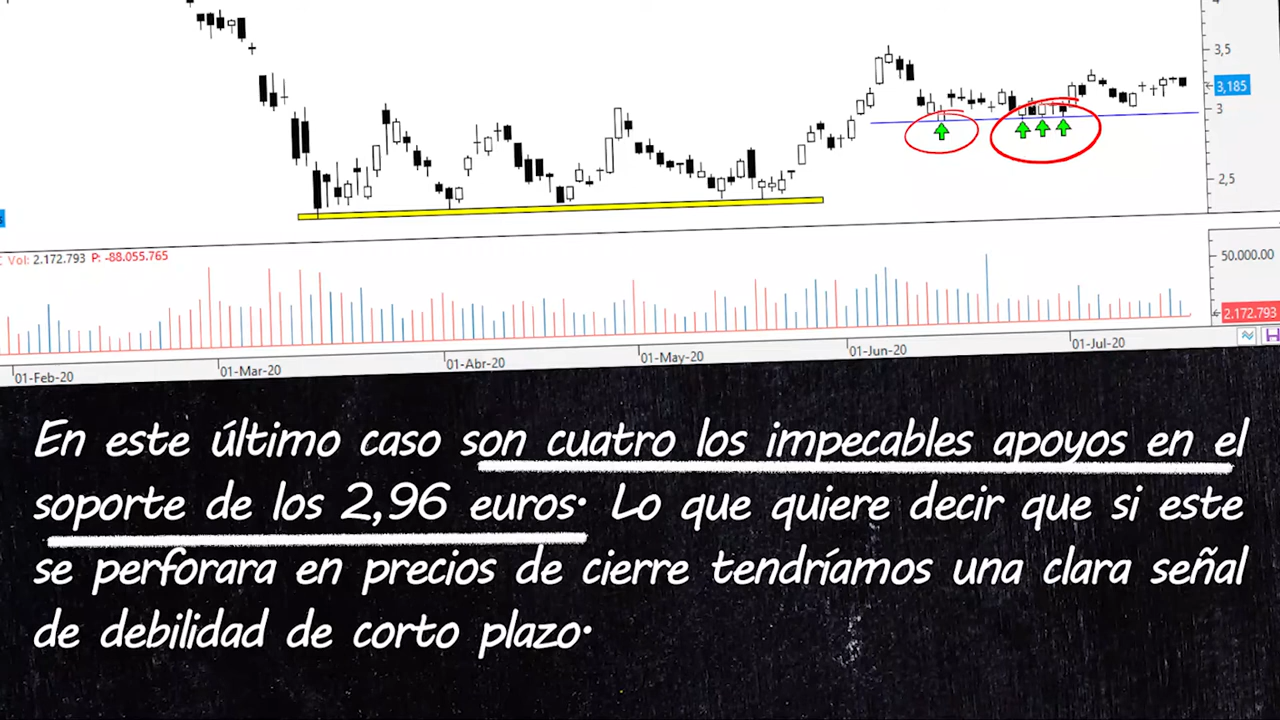 4
3,5
3,185
3
2,5
Vol: 2.172.793 P: -88.055.765
50.000.00
2.172.793
01-Feb-20 01-Mar-20 01-Abr-20 01-May-20 01-Jun-20 01-Jul-20
En este último caso son cuatro los impecables apoyos en el
soporte de los 2,96 euros. Lo que quiere decir que si este
se perforara en precios de cierre tendríamos una clara señal
de debilidad de corto plazo.